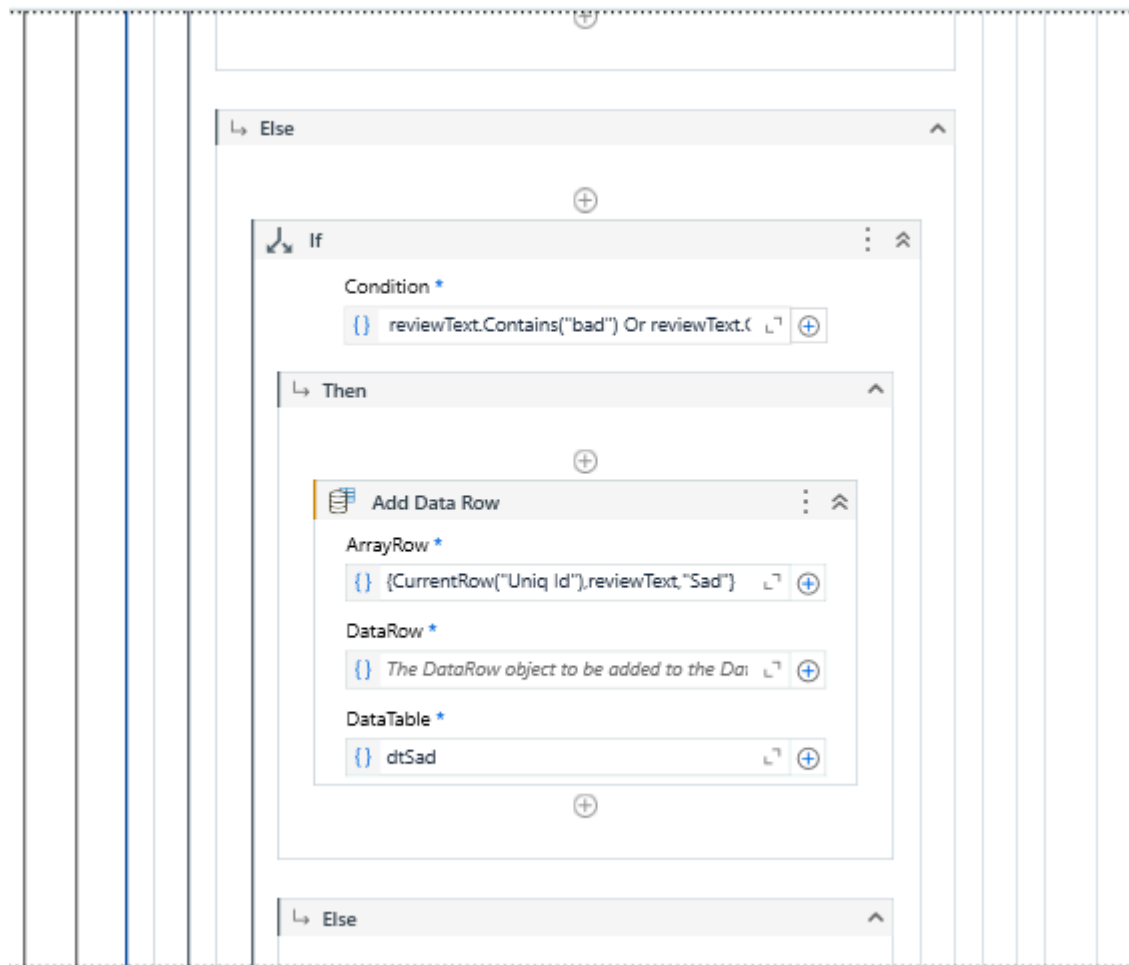 Else
If
Condition *
{} reviewText.Contains("bad") Or reviewText.(
Then
Add Data Row
ArrayRow *
{} {CurrentRow("Uniq Id"),reviewText,"Sad"}
DataRow *
{} The DataRow object to be added to the Dat
DataTable *
{} dtSad
Else